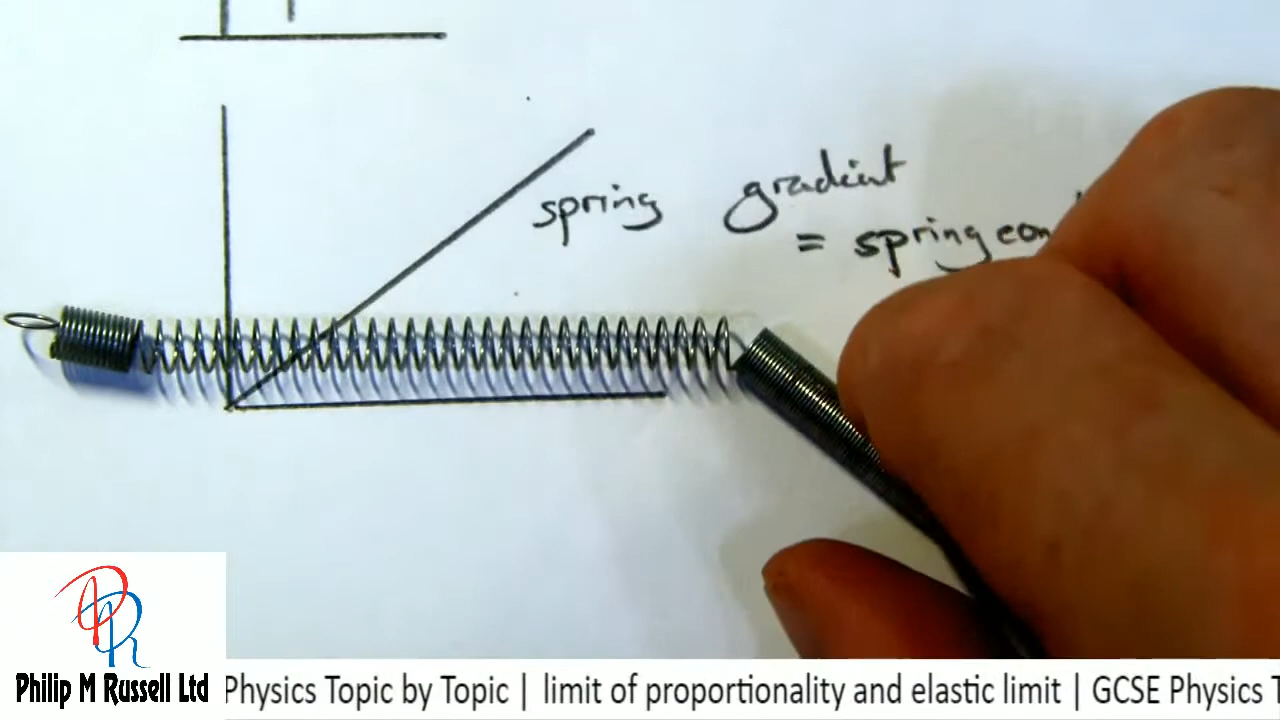 spring gradient
= spring con
Philip M Russell Ltd
Physics Topic by Topic | limit of proportionality and elastic limit | GCSE Physics T